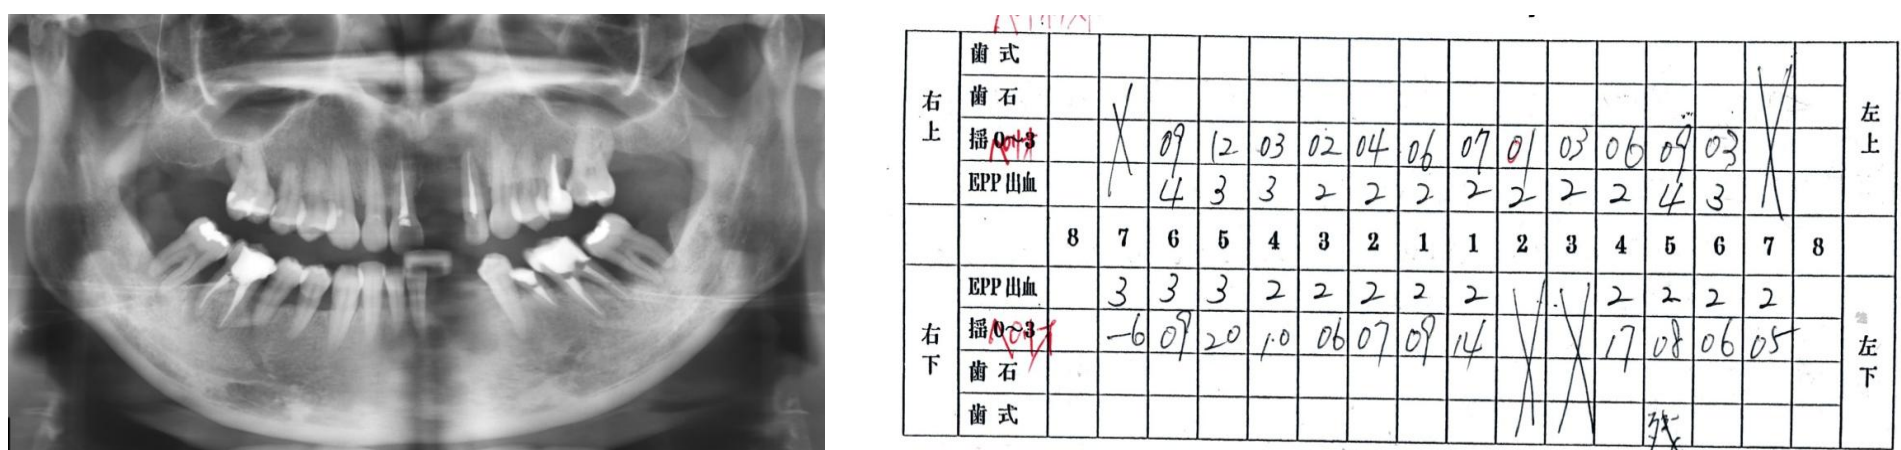 歯式
歯石
右上 揺0~3 09 12 03 02 04 06 07 01 03 06 09 03 左上
EPP出血 4 3 3 2 2 2 2 2 2 2 4 3
8 7 6 5 4 3 2 1 1 2 3 4 5 6 7 8
EPP出血 3 3 3 2 2 2 2 2 2 2 2 2
右下 揺0~3 -6 09 20 10 06 07 09 14 17 08 06 05 左下
歯石
歯式 残